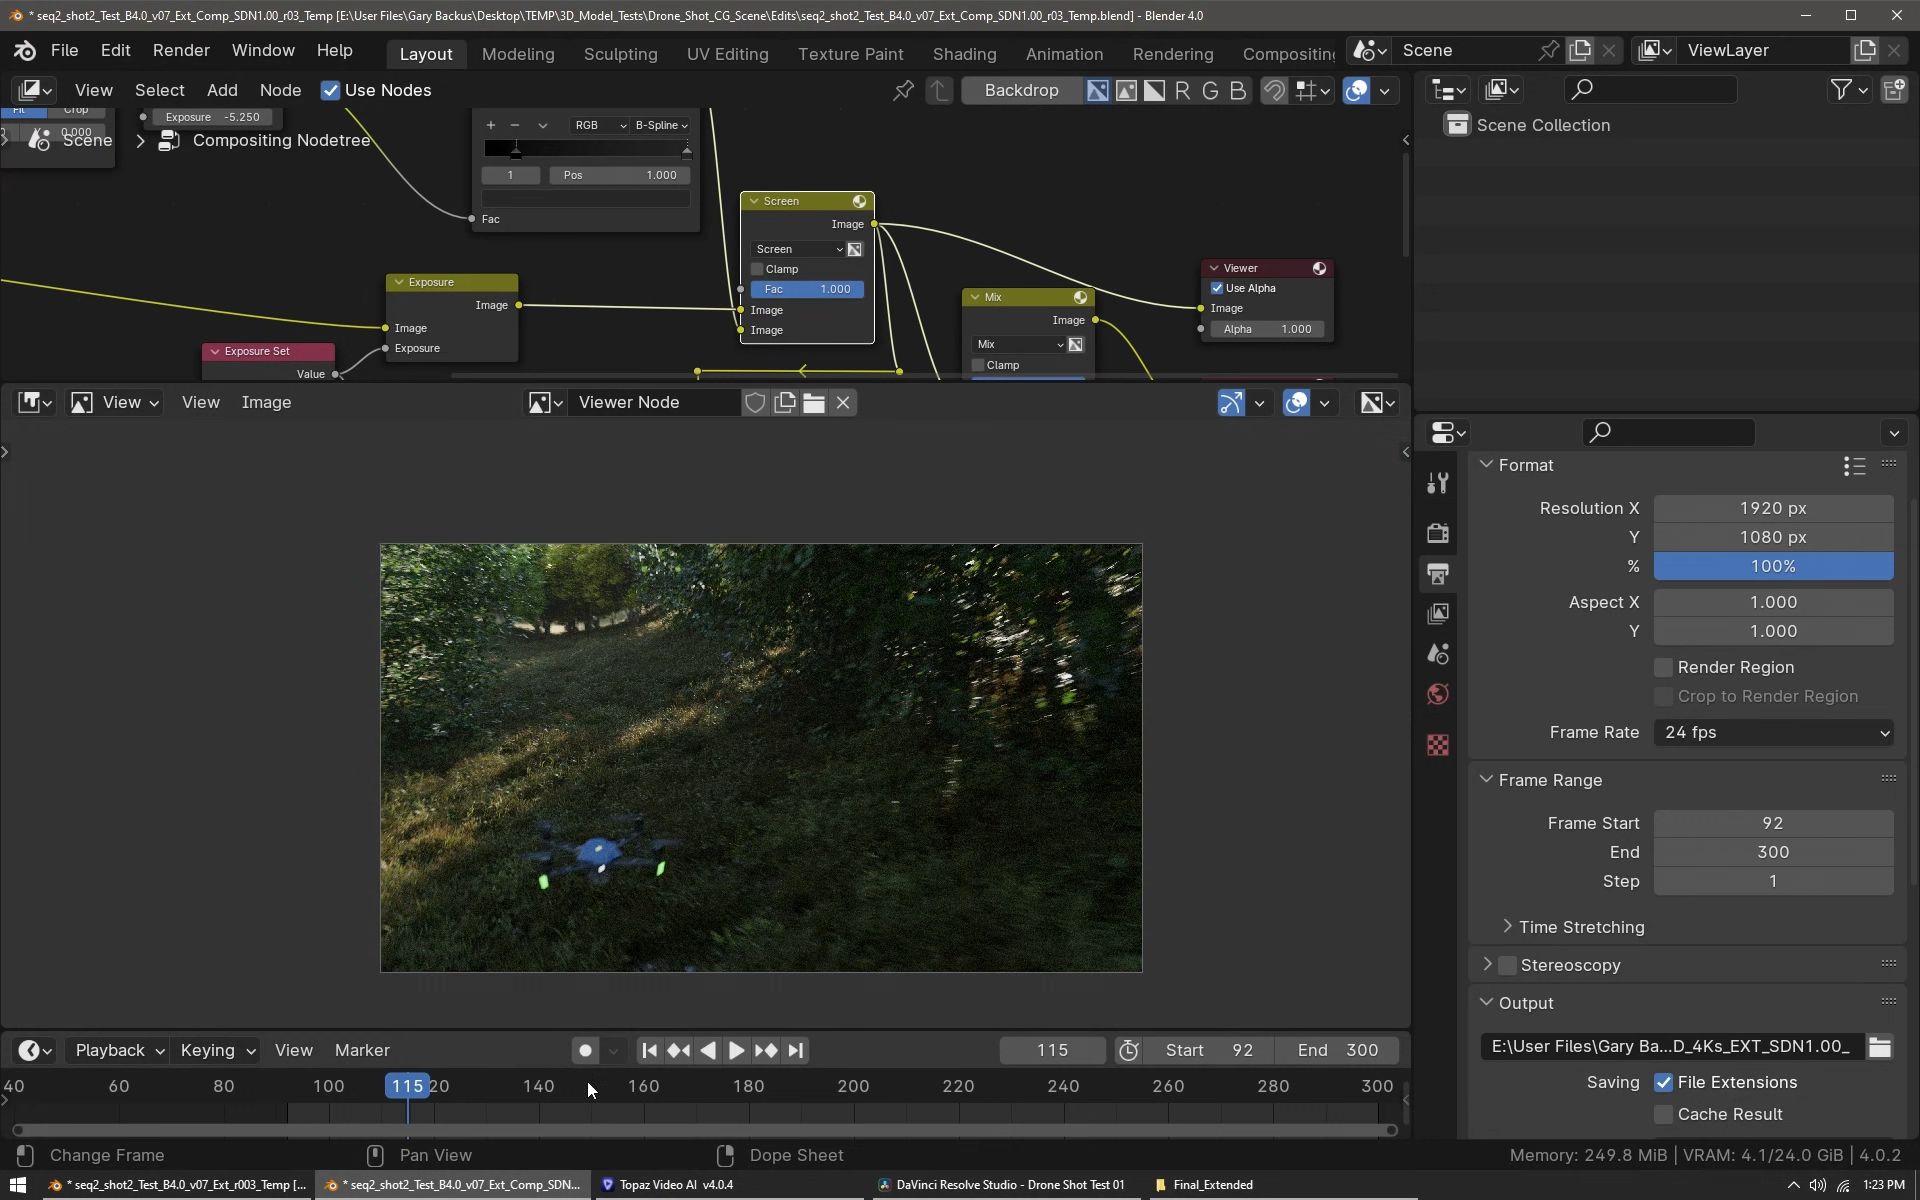 * seq2_shot2_Test_B4.0_v07_Ext_Comp_SDN1.00_r03_Temp [E:\User Files\Gary Backus\Desktop\TEMP\3D_Model_Tests\Drone_Shot_CG_Scene\Edits\seq2_shot2_Test_B4.0_v07_Ext_Comp_SDN1.00_r03_Temp.blend] - Blender 4.0
File Edit Render Window Help Layout Modeling Sculpting UV Editing Texture Paint Shading Animation Rendering Compositing Scene ViewLayer
View Select Add Node Use Nodes Backdrop R G B
Fit Crop
Exposure -5.250
Y 0.000
Scene > Compositing Nodetree
Scene Collection
+ − RGB B-Spline
1 Pos 1.000
Fac
Screen
Image
Screen
Clamp
Fac 1.000
Image
Image
Exposure
Image
Image
Exposure
Exposure Set
Value
Mix
Image
Mix
Clamp
Viewer
Use Alpha
Image
Alpha 1.000
View View Image Viewer Node
Format
Resolution X 1920 px
Y 1080 px
% 100%
Aspect X 1.000
Y 1.000
Render Region
Crop to Render Region
Frame Rate 24 fps
Frame Range
Frame Start 92
End 300
Step 1
Time Stretching
Stereoscopy
Output
E:\User Files\Gary Ba...D_4Ks_EXT_SDN1.00_
Saving File Extensions
Cache Result
Playback Keying View Marker 115 Start 92 End 300
40 60 80 100 115 20 140 160 180 200 220 240 260 280 300
Change Frame Pan View Dope Sheet Memory: 249.8 MiB | VRAM: 4.1/24.0 GiB | 4.0.2
* seq2_shot2_Test_B4.0_v07_Ext_r003_Temp [... * seq2_shot2_Test_B4.0_v07_Ext_Comp_SDN... Topaz Video AI v4.0.4 DaVinci Resolve Studio - Drone Shot Test 01 Final_Extended 1:23 PM